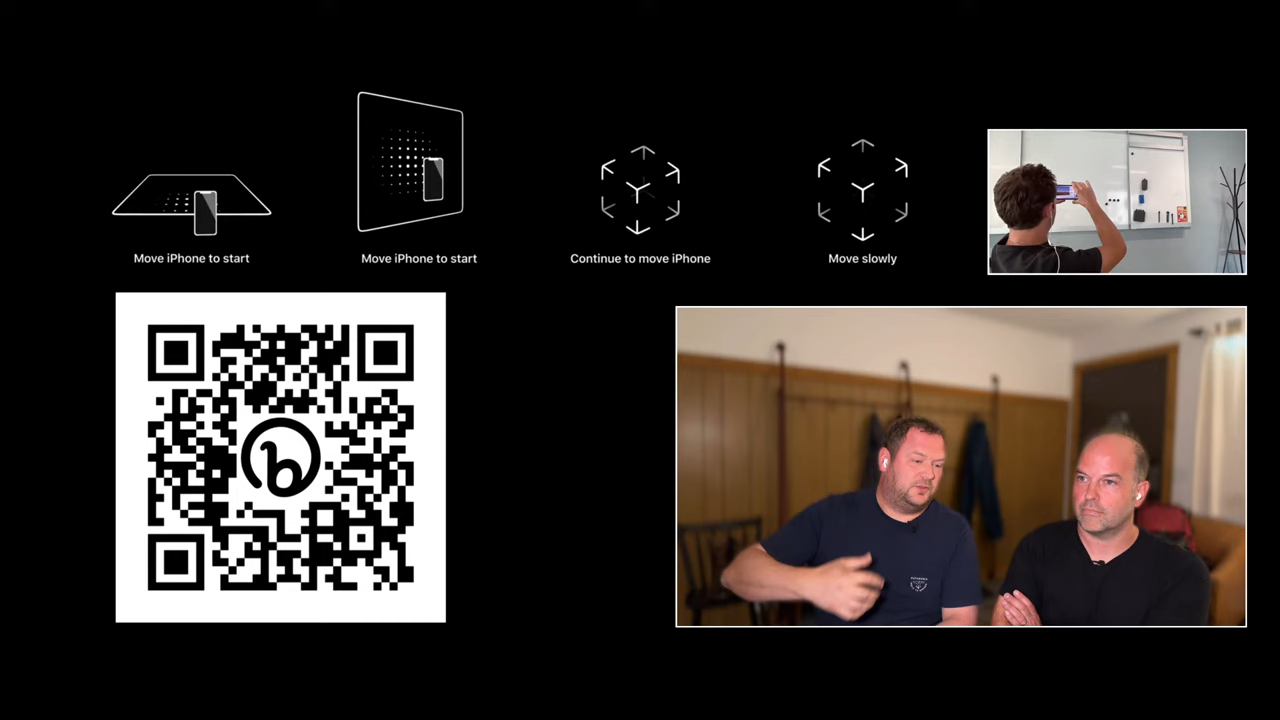 Move iPhone to start
Move iPhone to start
Continue to move iPhone
Move slowly
b